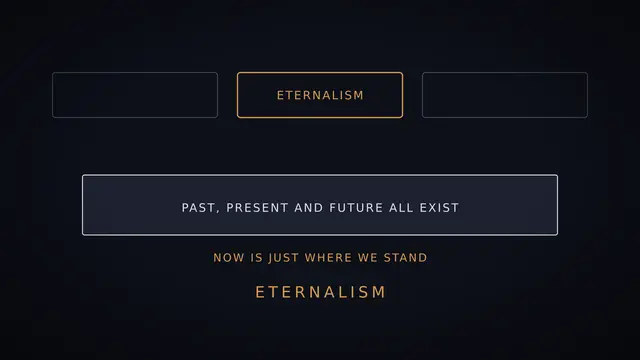 ETERNALISM
PAST, PRESENT AND FUTURE ALL EXIST
NOW IS JUST WHERE WE STAND
ETERNALISM